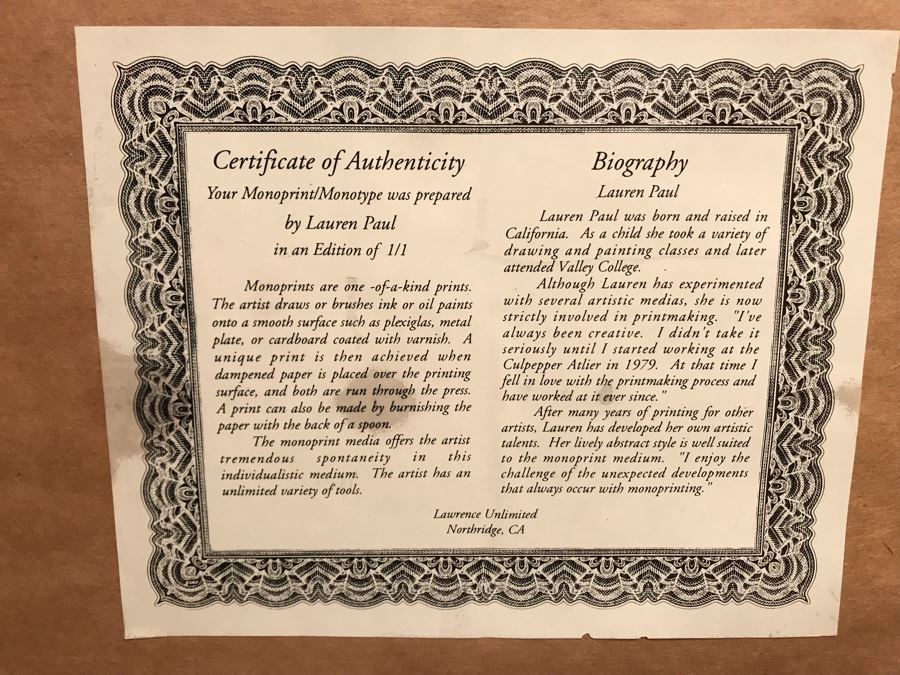 Certificate of Authenticity
Your Monoprint/Monotype was prepared
by Lauren Paul
in an Edition of 1/1
Monoprints are one -of-a-kind prints.
The artist draws or brushes ink or oil paints
onto a smooth surface such as plexiglas, metal
plate, or cardboard coated with varnish. A
unique print is then achieved when
dampened paper is placed over the printing
surface, and both are run through the press.
A print can also be made by burnishing the
paper with the back of a spoon.
The monoprint media offers the artist
tremendous spontaneity in this
individualistic medium. The artist has an
unlimited variety of tools.
Biography
Lauren Paul
Lauren Paul was born and raised in
California. As a child she took a variety of
drawing and painting classes and later
attended Valley College.
Although Lauren has experimented
with several artistic medias, she is now
strictly involved in printmaking. "I've
always been creative. I didn't take it
seriously until I started working at the
Culpepper Atlier in 1979. At that time I
fell in love with the printmaking process and
have worked at it ever since."
After many years of printing for other
artists, Lauren has developed her own artistic
talents. Her lively abstract style is well suited
to the monoprint medium. "I enjoy the
challenge of the unexpected developments
that always occur with monoprinting."
Lawrence Unlimited
Northridge, CA